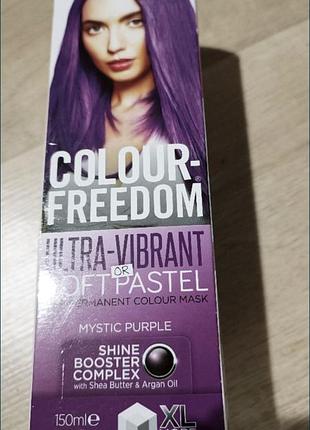 COLOUR-
FREEDOM®
ULTRA-VIBRANT
OR
SOFT PASTEL
PERMANENT COLOUR MASK
MYSTIC PURPLE
SHINE
BOOSTER
COMPLEX
with Shea Butter & Argan Oil
150ml℮
XL